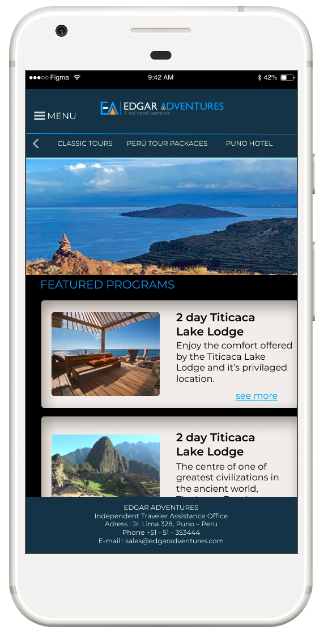 Figma 9:42 AM 42%
EA EDGAR ADVENTURES
MENU
CLASSIC TOURS PERÚ TOUR PACKAGES PUNO HOTEL
FEATURED PROGRAMS
2 day Titicaca
Lake Lodge
Enjoy the comfort offered
by the Titicaca Lake
Lodge and it's privilaged
location.
see more
2 day Titicaca
Lake Lodge
The centre of one of
greatest civilizations in
the ancient world,
EDGAR ADVENTURES
Independent Traveler Assistance Office
Adress : Jr. Lima 328, Puno – Peru
Phone +51 - 51 - 353444
E-mail : sales@edgaradventures.com